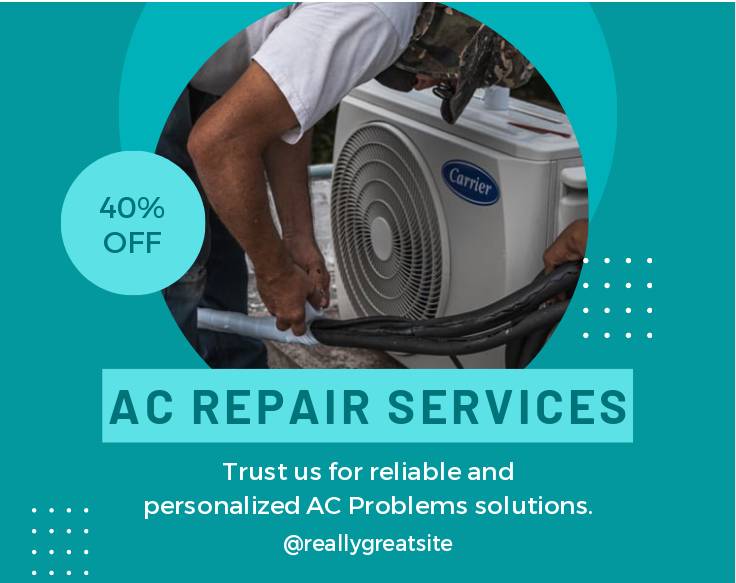 Carrier
40%
OFF
AC REPAIR SERVICES
Trust us for reliable and
personalized AC Problems solutions.
@reallygreatsite